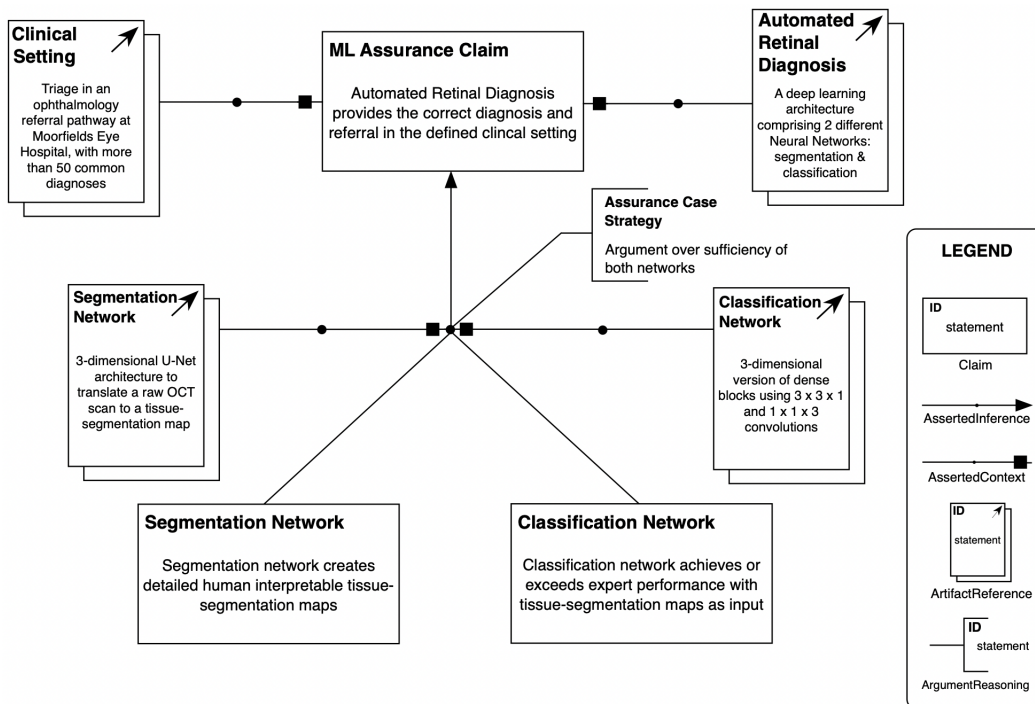 Clinical
Setting
Triage in an
ophthalmology
referral pathway at
Moorfields Eye
Hospital, with more
than 50 common
diagnoses
ML Assurance Claim
Automated Retinal Diagnosis
provides the correct diagnosis and
referral in the defined clincal setting
Automated
Retinal
Diagnosis
A deep learning
architecture
comprising 2 different
Neural Networks:
segmentation &
classification
Assurance Case
Strategy
Argument over sufficiency of
both networks
Segmentation
Network
3-dimensional U-Net
architecture to
translate a raw OCT
scan to a tissue-
segmentation map
Classification
Network
3-dimensional
version of dense
blocks using 3 x 3 x 1
and 1 x 1 x 3
convolutions
Segmentation Network
Segmentation network creates
detailed human interpretable tissue-
segmentation maps
Classification Network
Classification network achieves or
exceeds expert performance with
tissue-segmentation maps as input
LEGEND
ID
statement
Claim
AssertedInference
AssertedContext
ID
statement
ArtifactReference
ID
statement
ArgumentReasoning